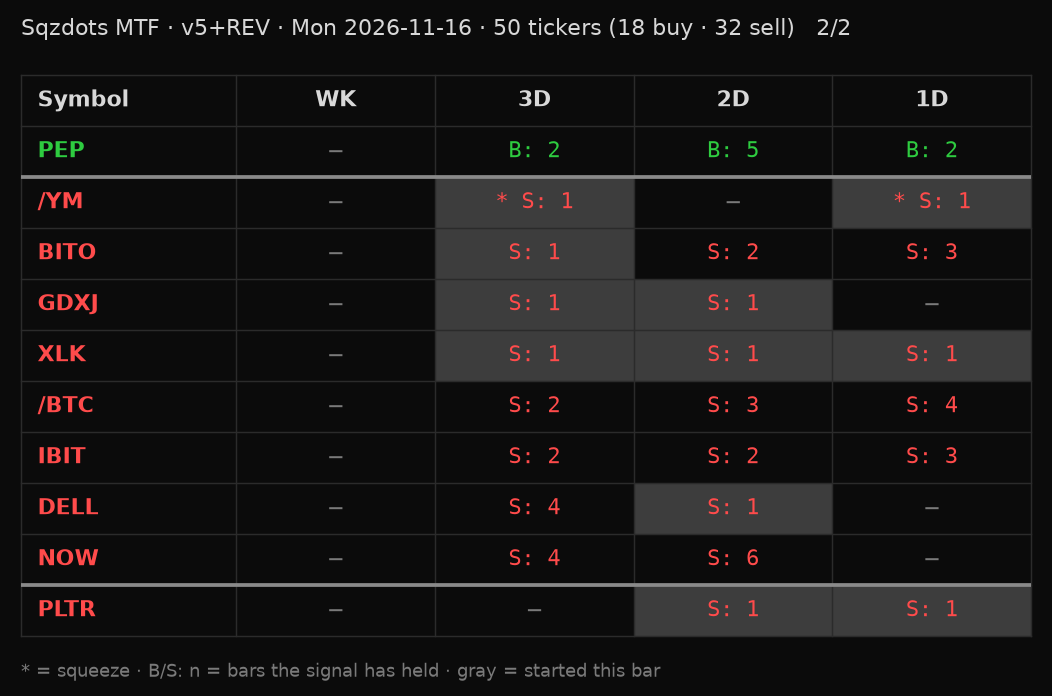 Sqzdots MTF · v5+REV · Mon 2026-11-16 · 50 tickers (18 buy · 32 sell) 2/2
Symbol WK 3D 2D 1D
PEP — B: 2 B: 5 B: 2
/YM — * S: 1 — * S: 1
BITO — S: 1 S: 2 S: 3
GDXJ — S: 1 S: 1 —
XLK — S: 1 S: 1 S: 1
/BTC — S: 2 S: 3 S: 4
IBIT — S: 2 S: 2 S: 3
DELL — S: 4 S: 1 —
NOW — S: 4 S: 6 —
PLTR — — S: 1 S: 1
* = squeeze · B/S: n = bars the signal has held · gray = started this bar